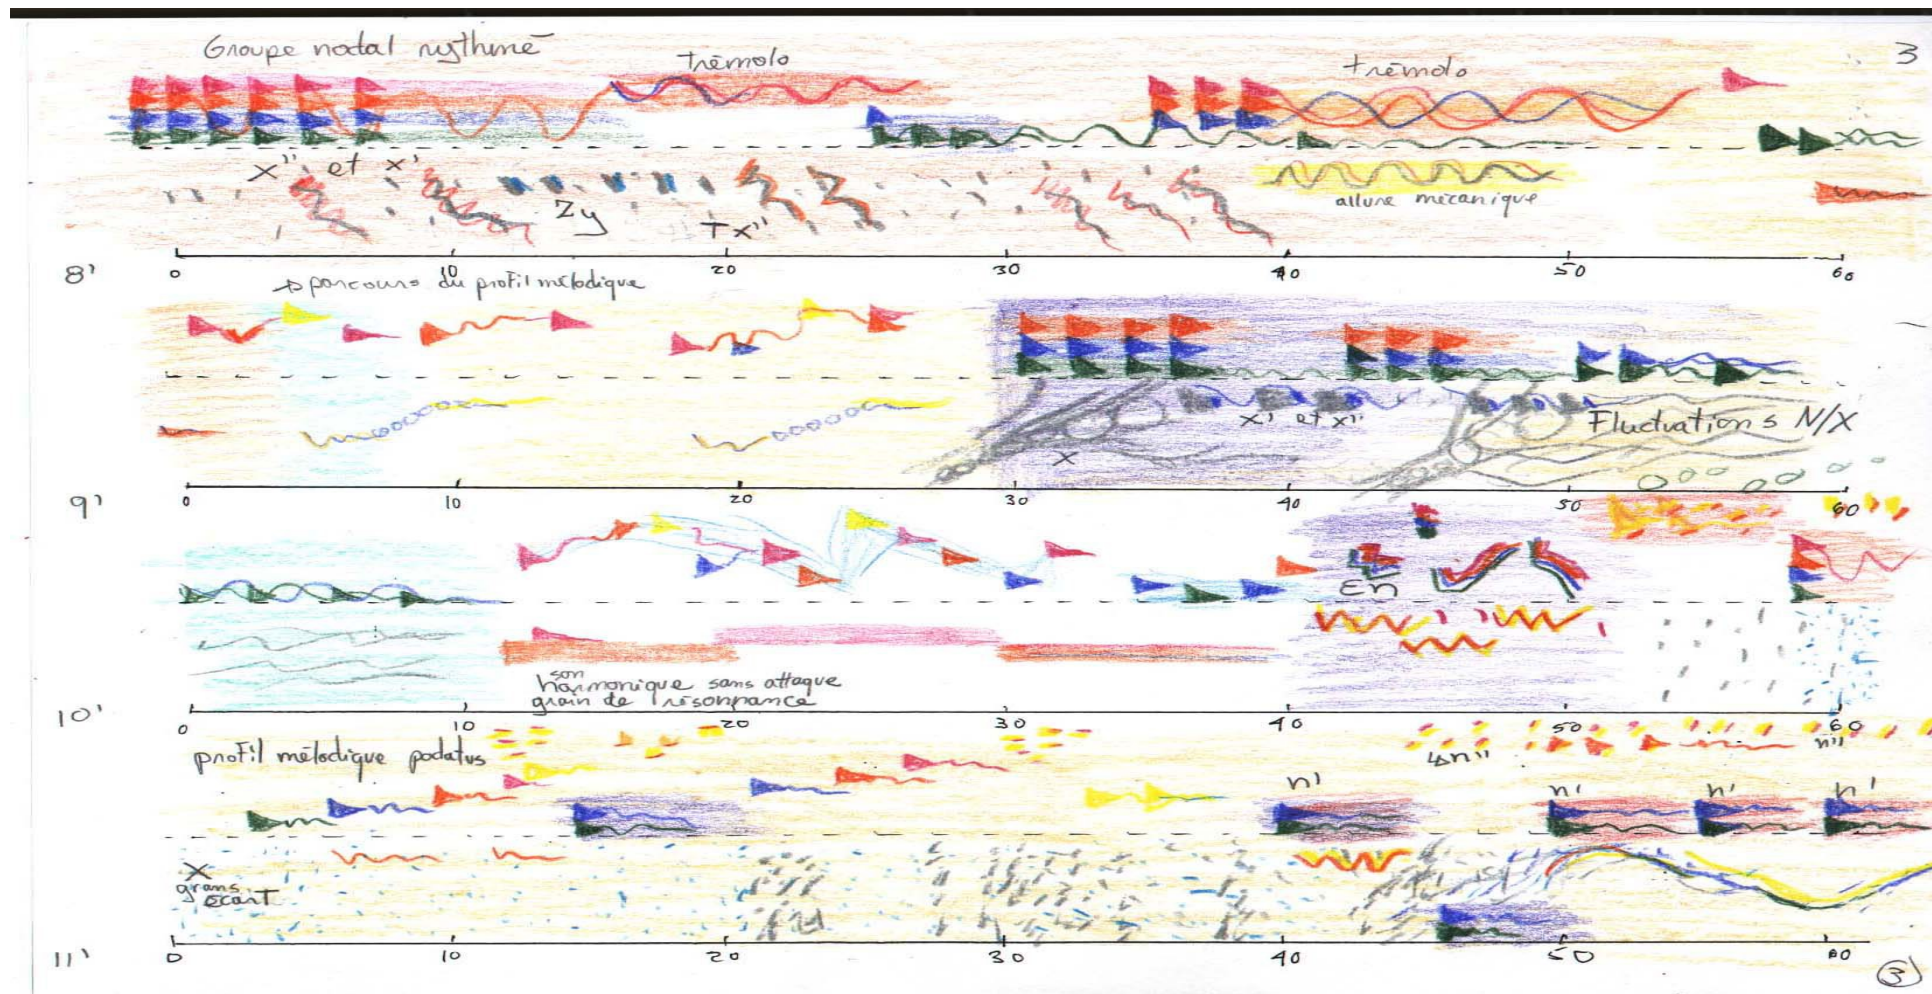 Groupe nodal rythmé
trémolo
trémolo
3
x'' et x'
Zy
Tx''
allure mécanique
8'
0 10 20 30 40 50 60
parcours du profil mélodique
x
x' et x''
Fluctuations N/X
9'
0 10 20 30 40 50 60
En
son
harmonique sans attaque
grain de résonnance
10'
0 10 20 30 40 50 60
profil mélodique podatus
n''
n''
n'
n'
n'
n'
X
grans
écart
11'
0 10 20 30 40 50 60
3